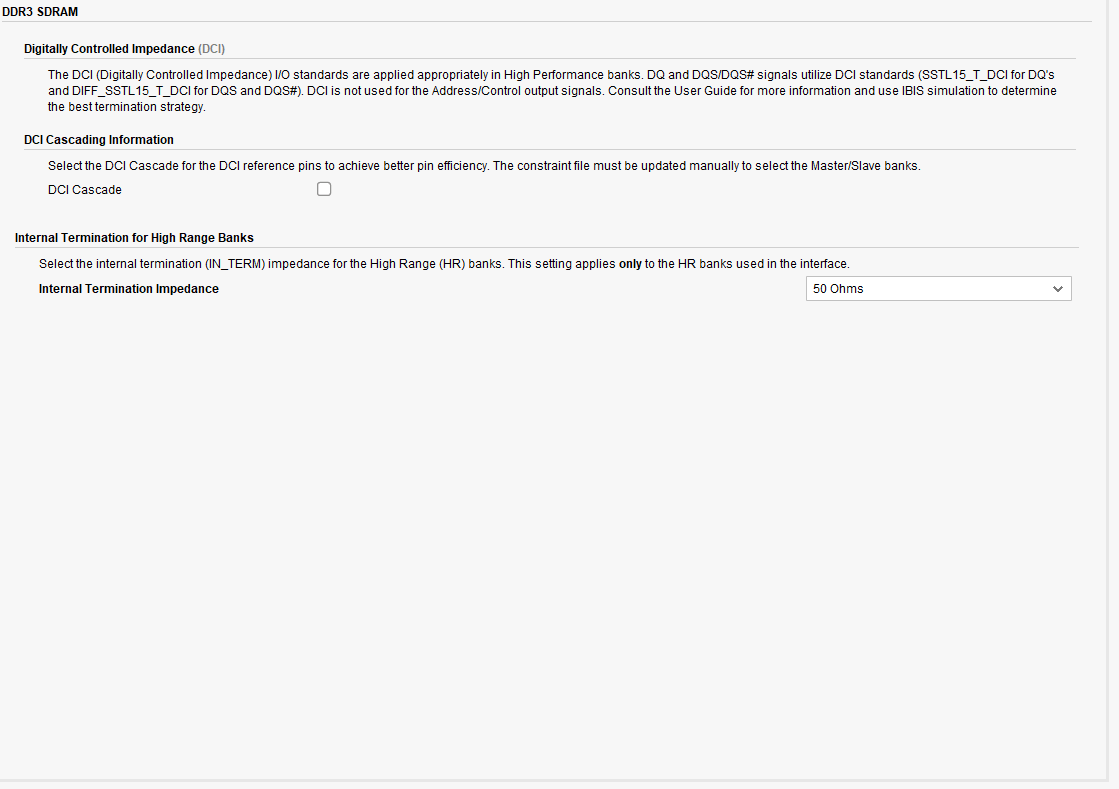 DDR3 SDRAM
Digitally Controlled Impedance (DCI)
The DCI (Digitally Controlled Impedance) I/O standards are applied appropriately in High Performance banks. DQ and DQS/DQS# signals utilize DCI standards (SSTL15_T_DCI for DQ's
and DIFF_SSTL15_T_DCI for DQS and DQS#). DCI is not used for the Address/Control output signals. Consult the User Guide for more information and use IBIS simulation to determine
the best termination strategy.
DCI Cascading Information
Select the DCI Cascade for the DCI reference pins to achieve better pin efficiency. The constraint file must be updated manually to select the Master/Slave banks.
DCI Cascade
Internal Termination for High Range Banks
Select the internal termination (IN_TERM) impedance for the High Range (HR) banks. This setting applies only to the HR banks used in the interface.
Internal Termination Impedance 50 Ohms